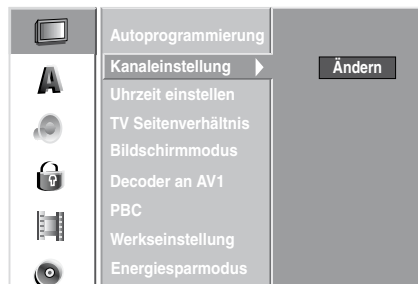 Autoprogrammierung
Kanaleinstellung
Ändern
Uhrzeit einstellen
TV Seitenverhältnis
Bildschirmmodus
Decoder an AV1
PBC
Werkseinstellung
Energiesparmodus